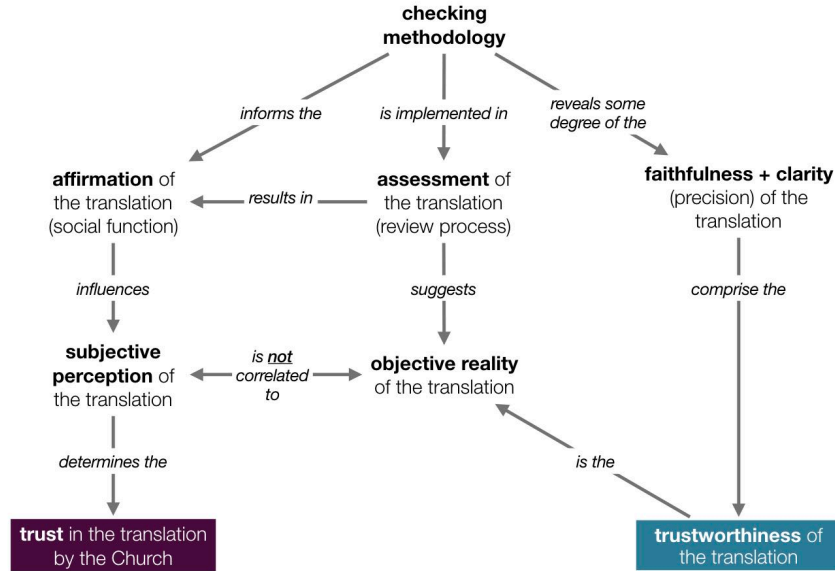 checking
methodology
informs the
is implemented in
reveals some
degree of the
affirmation of
the translation
(social function)
results in
assessment of
the translation
(review process)
faithfulness + clarity
(precision) of the
translation
influences
suggests
comprise the
subjective
perception of
the translation
is not
correlated
to
objective reality
of the translation
determines the
is the
trust in the translation
by the Church
trustworthiness of
the translation